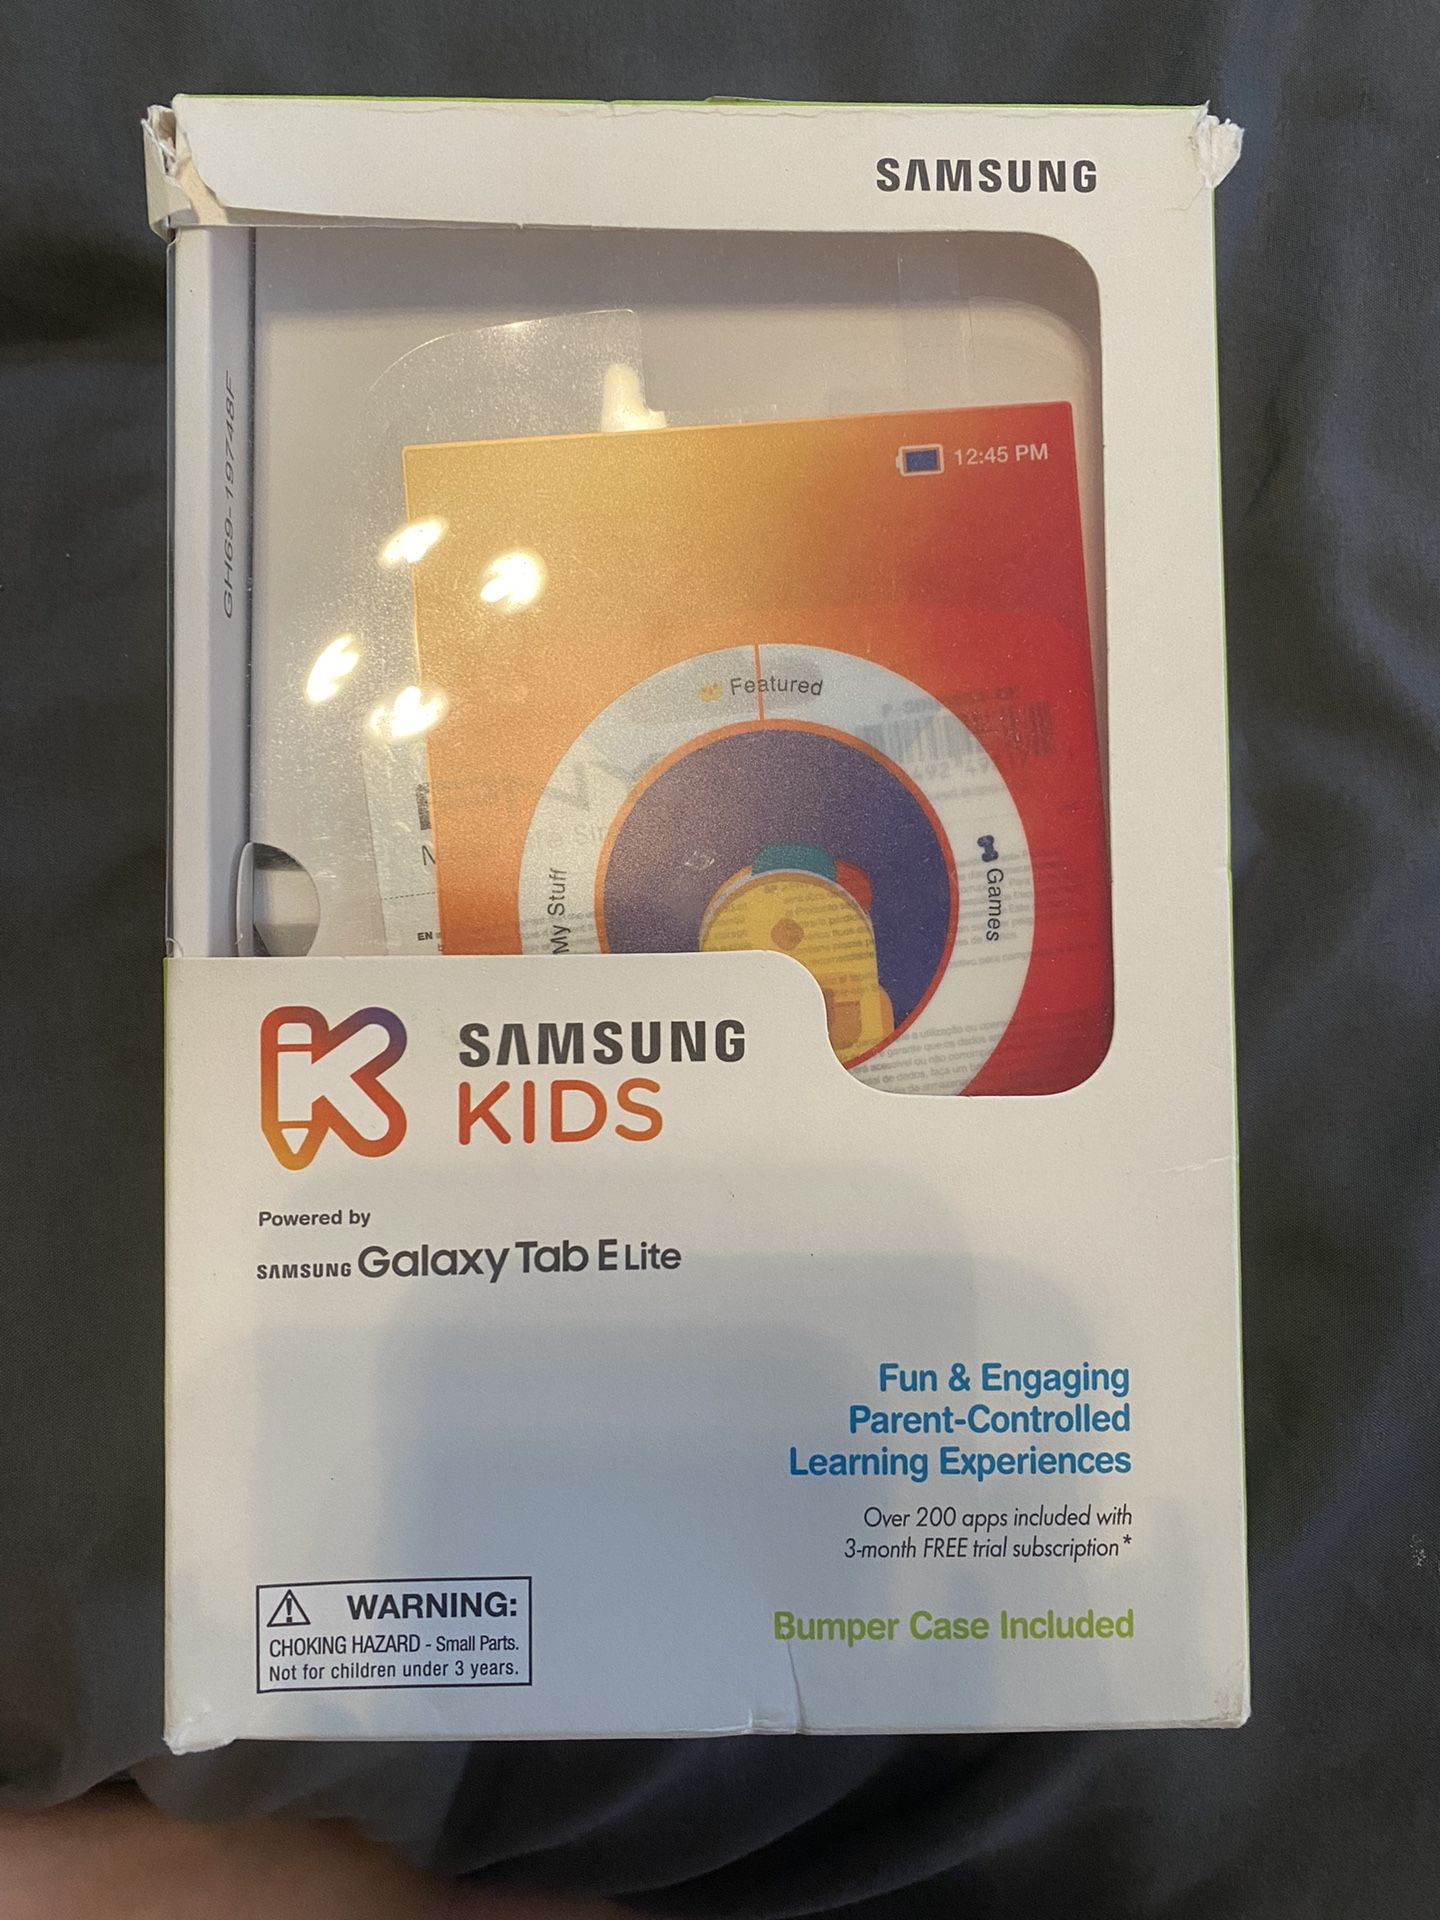 SAMSUNG
GH69-19748F
12:45 PM
Featured
My Stuff
Games
EN
SAMSUNG
KIDS
Powered by
SAMSUNG Galaxy Tab E Lite
Fun & Engaging
Parent-Controlled
Learning Experiences
Over 200 apps included with
3-month FREE trial subscription*
WARNING:
CHOKING HAZARD - Small Parts.
Not for children under 3 years.
Bumper Case Included